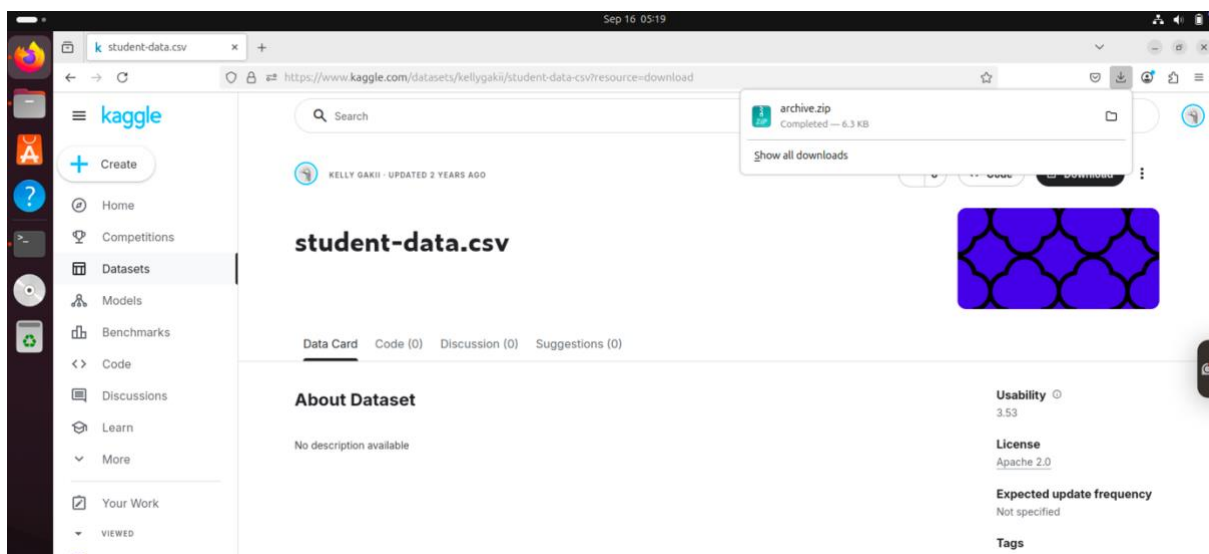 Sep 16 05:19
student-data.csv
https://www.kaggle.com/datasets/kellygakii/student-data-csv?resource=download
kaggle
Search
archive.zip
Completed — 6.3 KB
Show all downloads
Create
KELLY GAKII · UPDATED 2 YEARS AGO
Code
Download
Home
Competitions
student-data.csv
Datasets
Models
Benchmarks
Data Card Code (0) Discussion (0) Suggestions (0)
Code
Discussions
About Dataset
Usability
3.53
Learn
No description available
License
Apache 2.0
More
Expected update frequency
Not specified
Your Work
VIEWED
Tags